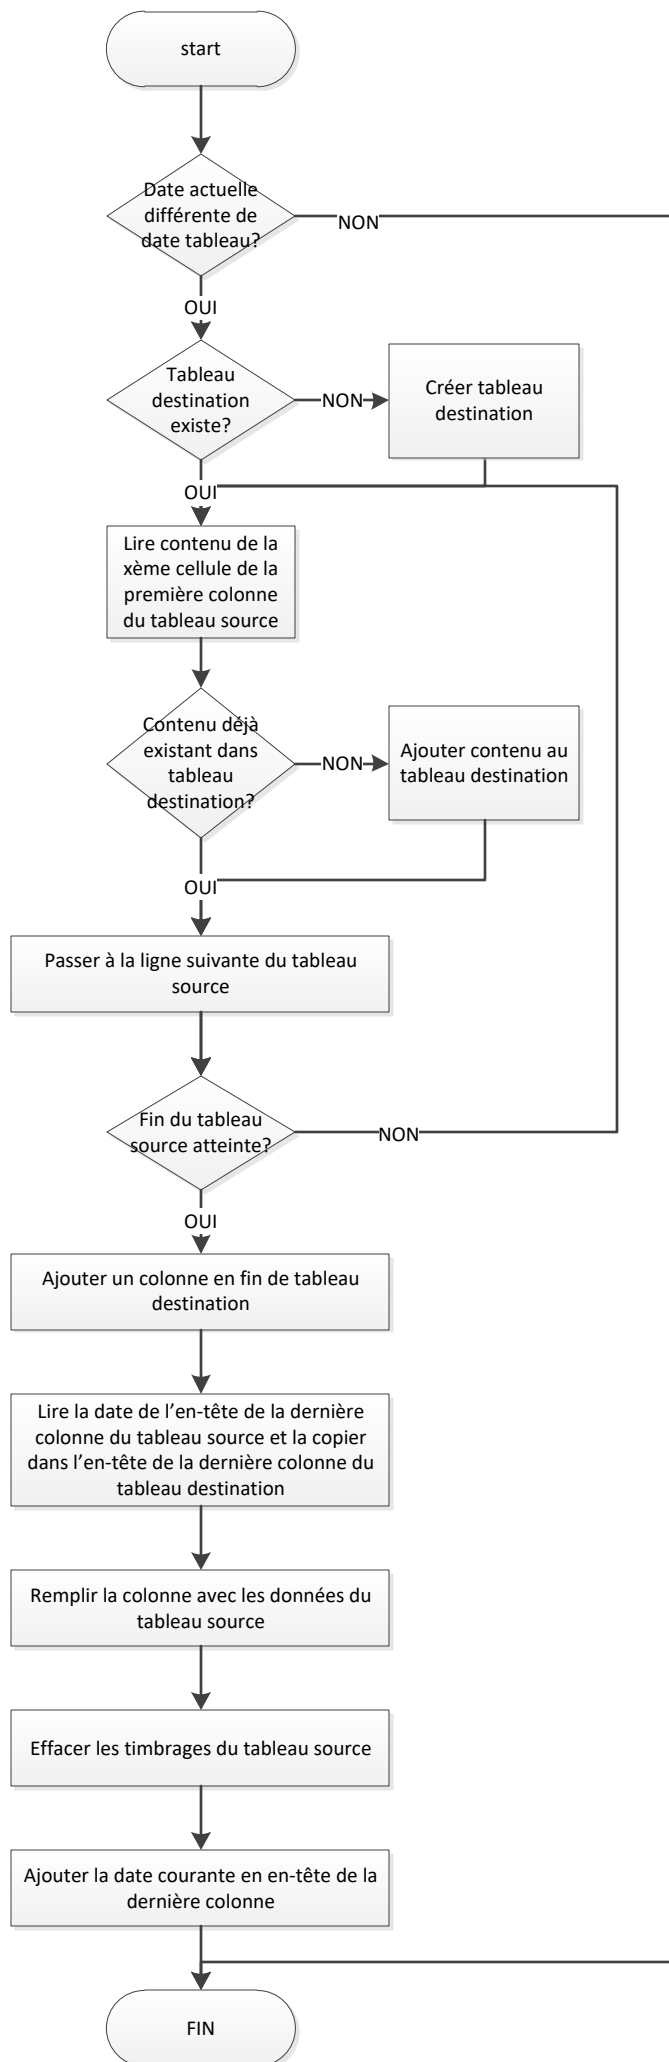 start
Date actuelle
différente de
date tableau?
NON
OUI
Tableau
destination
existe?
NON
Créer tableau
destination
OUI
Lire contenu de la
xème cellule de la
première colonne
du tableau source
Contenu déjà
existant dans
tableau
destination?
NON
Ajouter contenu au
tableau destination
OUI
Passer à la ligne suivante du tableau
source
Fin du tableau
source atteinte?
NON
OUI
Ajouter un colonne en fin de tableau
destination
Lire la date de l’en-tête de la dernière
colonne du tableau source et la copier
dans l’en-tête de la dernière colonne du
tableau destination
Remplir la colonne avec les données du
tableau source
Effacer les timbrages du tableau source
Ajouter la date courante en en-tête de la
dernière colonne
FIN